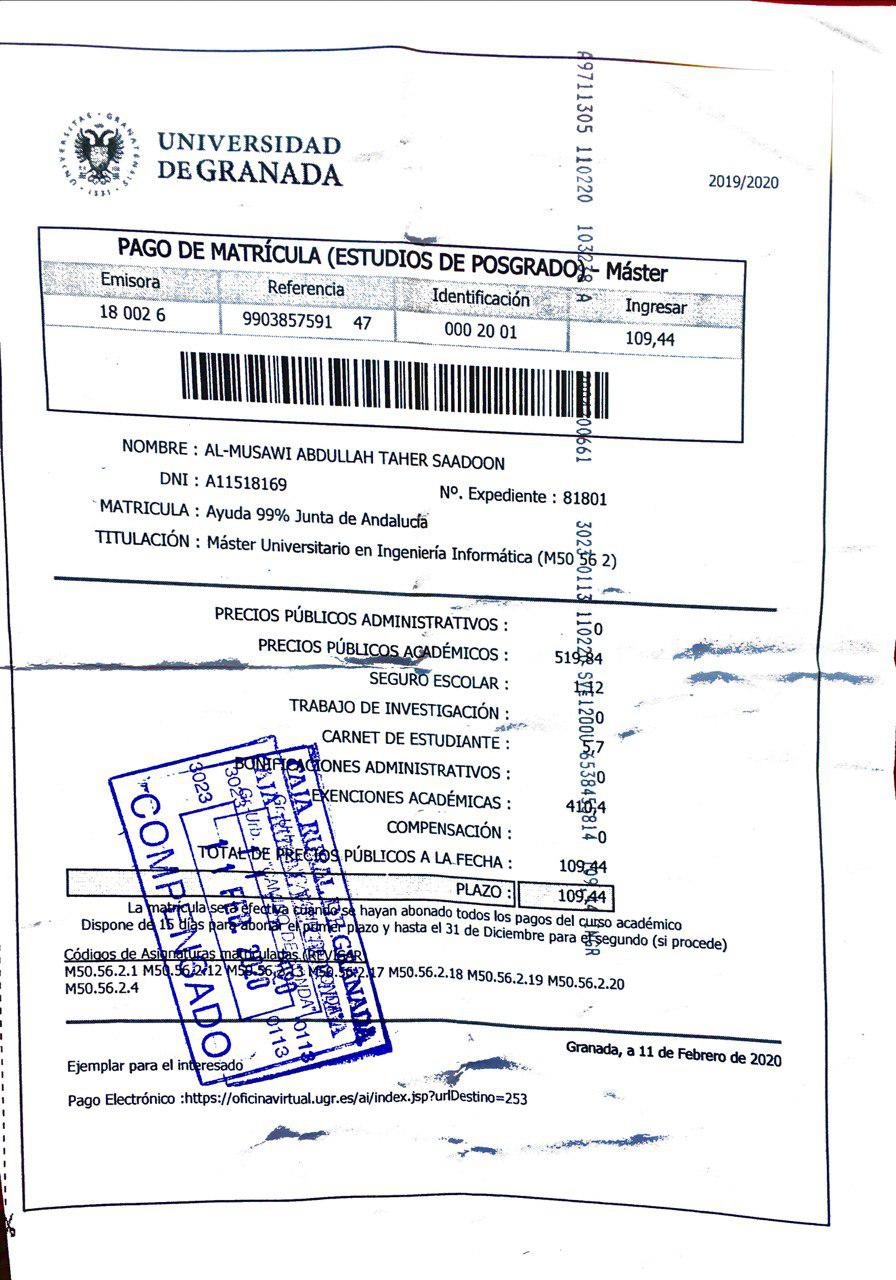 UNIVERSIDAD
DE GRANADA
2019/2020
PAGO DE MATRÍCULA (ESTUDIOS DE POSGRADO) - Máster
Emisora Referencia Identificación Ingresar
18 002 6 9903857591 47 000 20 01 109,44
NOMBRE : AL-MUSAWI ABDULLAH TAHER SAADOON
DNI : A11518169 Nº. Expediente : 81801
MATRICULA : Ayuda 99% Junta de Andalucía
TITULACIÓN : Máster Universitario en Ingeniería Informática (M50 56 2)
PRECIOS PÚBLICOS ADMINISTRATIVOS : 0
PRECIOS PÚBLICOS ACADÉMICOS : 519,84
SEGURO ESCOLAR : 1,12
TRABAJO DE INVESTIGACIÓN : 0
CARNET DE ESTUDIANTE : 5,7
BONIFICACIONES ADMINISTRATIVOS : 0
EXENCIONES ACADÉMICAS :
COMPENSACIÓN : 0
TOTAL DE PRECIOS PÚBLICOS A LA FECHA : 109,44
PLAZO : 109,44
La matrícula será efectiva cuando se hayan abonado todos los pagos del curso académico
Dispone de 15 días para abonar el primer plazo y hasta el 31 de Diciembre para el segundo (si procede)
Códigos de Asignaturas matriculadas (REVISAR)
M50.56.2.1 M50.56.2.12 M50.56.2.13 M50.56.2.17 M50.56.2.18 M50.56.2.19 M50.56.2.20
M50.56.2.4
Granada, a 11 de Febrero de 2020
Ejemplar para el interesado
Pago Electrónico :https://oficinavirtual.ugr.es/ai/index.jsp?urlDestino=253
A9711305 110220
CAJA RURAL DE GRANADA
3023 0113
11 FEB 2020
COMPENSADO